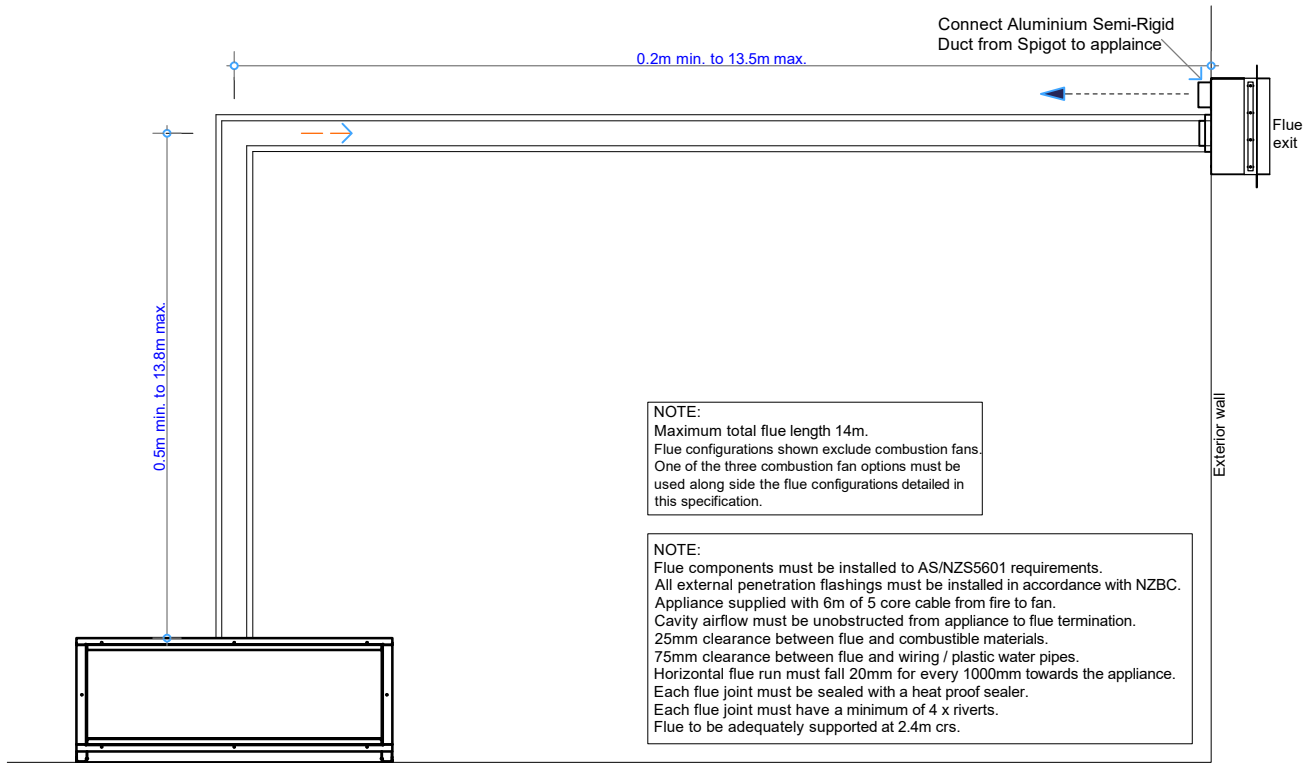 Connect Aluminium Semi-Rigid
Duct from Spigot to applaince
0.2m min. to 13.5m max.
Flue
exit
0.5m min. to 13.8m max.
Exterior wall
NOTE:
Maximum total flue length 14m.
Flue configurations shown exclude combustion fans.
One of the three combustion fan options must be
used along side the flue configurations detailed in
this specification.
NOTE:
Flue components must be installed to AS/NZS5601 requirements.
All external penetration flashings must be installed in accordance with NZBC.
Appliance supplied with 6m of 5 core cable from fire to fan.
Cavity airflow must be unobstructed from appliance to flue termination.
25mm clearance between flue and combustible materials.
75mm clearance between flue and wiring / plastic water pipes.
Horizontal flue run must fall 20mm for every 1000mm towards the appliance.
Each flue joint must be sealed with a heat proof sealer.
Each flue joint must have a minimum of 4 x riverts.
Flue to be adequately supported at 2.4m crs.